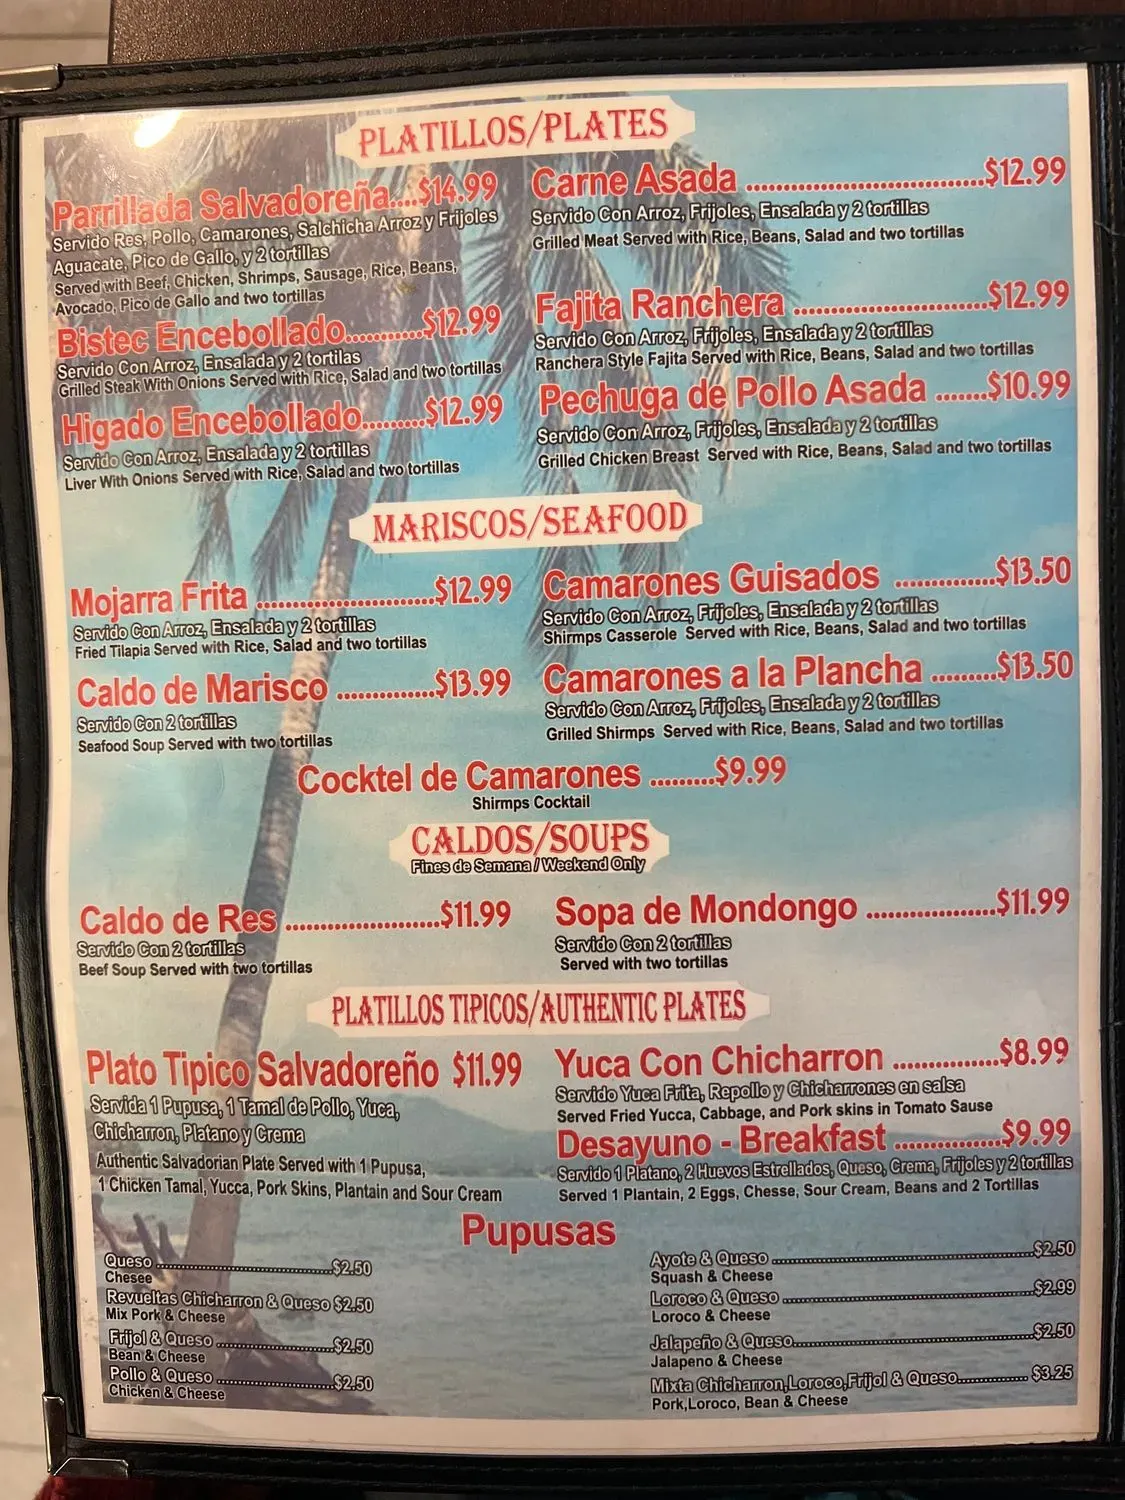 PLATILLOS/PLATES
Parrillada Salvadoreña....$14.99
Servido Res, Pollo, Camarones, Salchicha Arroz y Frijoles
Aguacate, Pico de Gallo, y 2 tortillas
Served with Beef, Chicken, Shrimps, Sausage, Rice, Beans,
Avocado, Pico de Gallo and two tortillas
Bistec Encebollado..........$12.99
Servido Con Arroz, Ensalada y 2 tortilas
Grilled Steak With Onions Served with Rice, Salad and two tortillas
Higado Encebollado.........$12.99
Servido Con Arroz, Ensalada y 2 tortillas
Liver With Onions Served with Rice, Salad and two tortillas
Carne Asada ................................$12.99
Servido Con Arroz, Frijoles, Ensalada y 2 tortillas
Grilled Meat Served with Rice, Beans, Salad and two tortillas
Fajita Ranchera ..........................$12.99
Servido Con Arroz, Frijoles, Ensalada y 2 tortillas
Ranchera Style Fajita Served with Rice, Beans, Salad and two tortillas
Pechuga de Pollo Asada .......$10.99
Servido Con Arroz, Frijoles, Ensalada y 2 tortillas
Grilled Chicken Breast Served with Rice, Beans, Salad and two tortillas
MARISCOS/SEAFOOD
Mojarra Frita .......................$12.99
Servido Con Arroz, Ensalada y 2 tortillas
Fried Tilapia Served with Rice, Salad and two tortillas
Caldo de Marisco .............$13.99
Servido Con 2 tortillas
Seafood Soup Served with two tortillas
Camarones Guisados .............$13.50
Servido Con Arroz, Frijoles, Ensalada y 2 tortillas
Shirmps Casserole Served with Rice, Beans, Salad and two tortillas
Camarones a la Plancha .........$13.50
Servido Con Arroz, Frijoles, Ensalada y 2 tortillas
Grilled Shirmps Served with Rice, Beans, Salad and two tortillas
Cocktel de Camarones .........$9.99
Shirmps Cocktail
CALDOS/SOUPS
Fines de Semana / Weekend Only
Caldo de Res ....................$11.99
Servido Con 2 tortillas
Beef Soup Served with two tortillas
Sopa de Mondongo .................$11.99
Servido Con 2 tortillas
Served with two tortillas
PLATILLOS TIPICOS/AUTHENTIC PLATES
Plato Tipico Salvadoreño $11.99
Servida 1 Pupusa, 1 Tamal de Pollo, Yuca,
Chicharron, Platano y Crema
Authentic Salvadorian Plate Served with 1 Pupusa,
1 Chicken Tamal, Yucca, Pork Skins, Plantain and Sour Cream
Yuca Con Chicharron ..............$8.99
Servido Yuca Frita, Repollo y Chicharrones en salsa
Served Fried Yucca, Cabbage, and Pork skins in Tomato Sause
Desayuno - Breakfast ..............$9.99
Servido 1 Platano, 2 Huevos Estrellados, Queso, Crema, Frijoles y 2 tortillas
Served 1 Plantain, 2 Eggs, Chesse, Sour Cream, Beans and 2 Tortillas
Pupusas
Queso ..........................................$2.50
Chesee
Revueltas Chicharron & Queso $2.50
Mix Pork & Cheese
Frijol & Queso ............................$2.50
Bean & Cheese
Pollo & Queso ............................$2.50
Chicken & Cheese
Ayote & Queso ..............................................................$2.50
Squash & Cheese
Loroco & Queso ............................................................$2.99
Loroco & Cheese
Jalapeño & Queso..........................................................$2.50
Jalapeno & Cheese
Mixta Chicharron,Loroco,Frijol & Queso................. $3.25
Pork,Loroco, Bean & Cheese